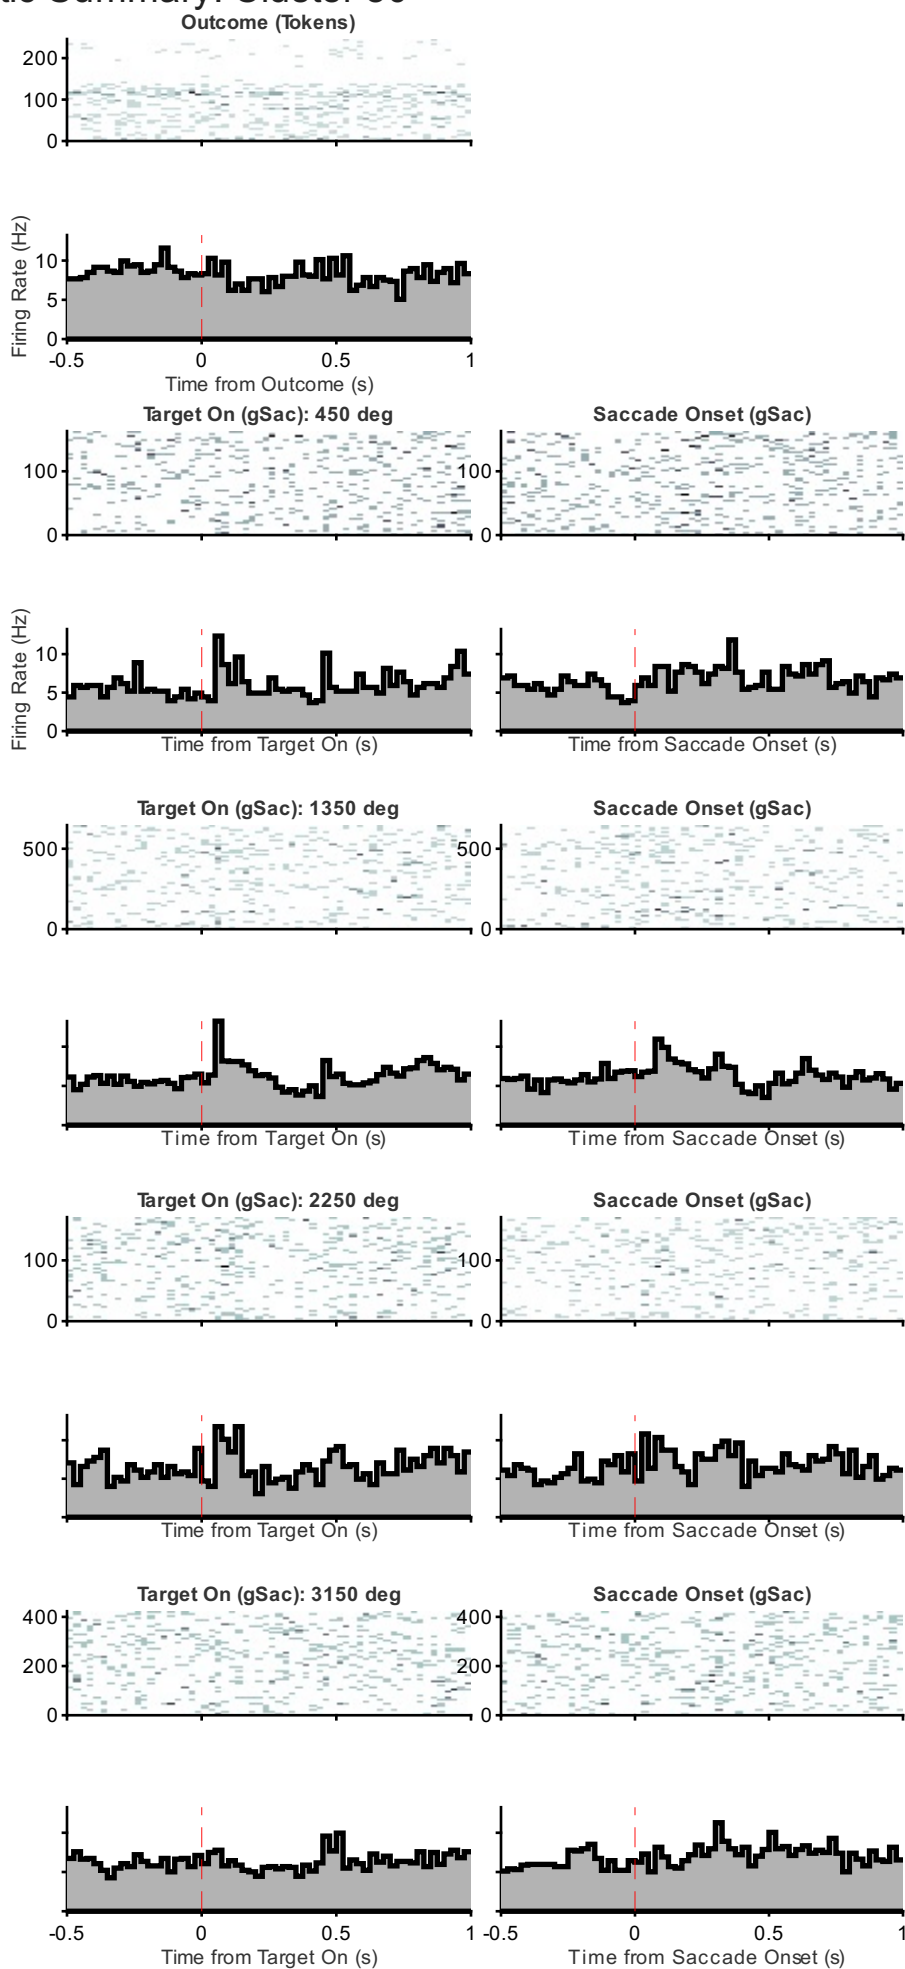 Summary: Cluster
Outcome (Tokens)
200
100
0
Firing Rate (Hz)
10
5
0
-0.5 0 0.5 1
Time from Outcome (s)
Target On (gSac): 450 deg
Saccade Onset (gSac)
100
0
100
0
Firing Rate (Hz)
10
5
0
Time from Target On (s)
Time from Saccade Onset (s)
Target On (gSac): 1350 deg
Saccade Onset (gSac)
500
0
500
0
Time from Target On (s)
Time from Saccade Onset (s)
Target On (gSac): 2250 deg
Saccade Onset (gSac)
100
0
100
0
Time from Target On (s)
Time from Saccade Onset (s)
Target On (gSac): 3150 deg
Saccade Onset (gSac)
400
200
0
400
200
0
-0.5 0 0.5 1
-0.5 0 0.5 1
Time from Target On (s)
Time from Saccade Onset (s)